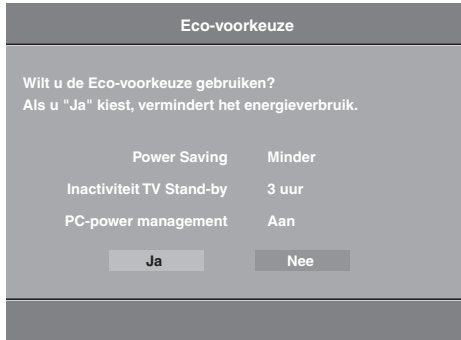 Eco-voorkeuze
Wilt u de Eco-voorkeuze gebruiken?
Als u "Ja" kiest, vermindert het energieverbruik.
Power Saving Minder
Inactiviteit TV Stand-by 3 uur
PC-power management Aan
Ja Nee